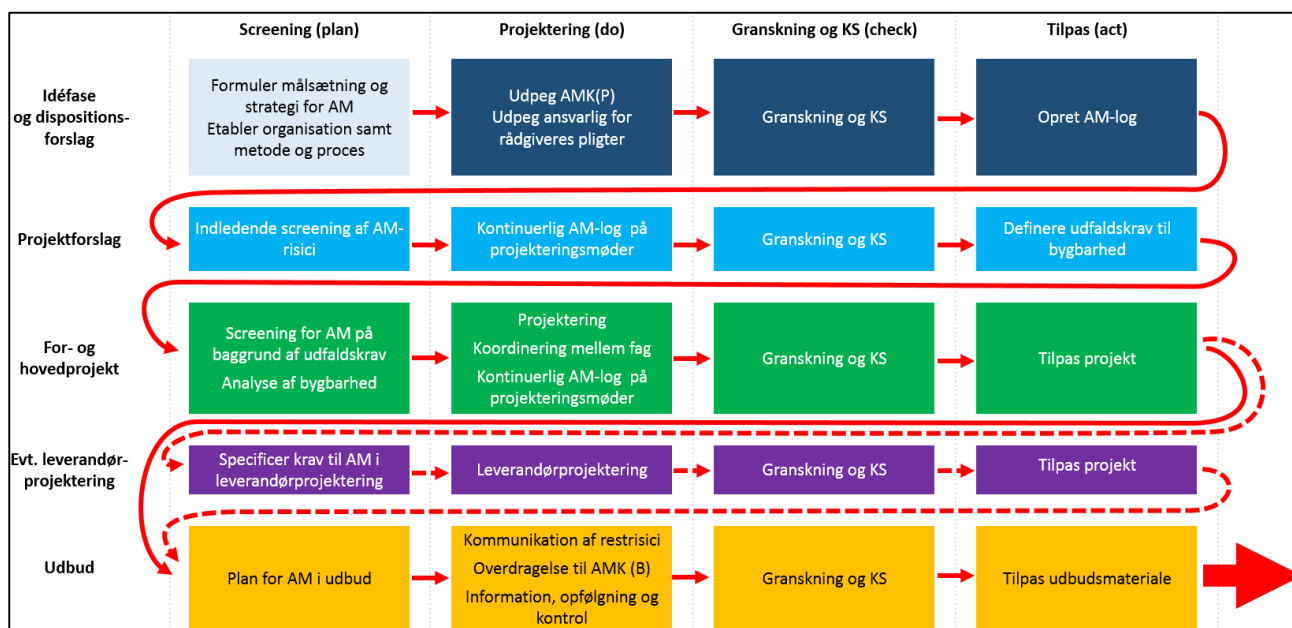 Screening (plan)
Projektering (do)
Granskning og KS (check)
Tilpas (act)
Idéfase
og dispositions-
forslag
Formuler målsætning og
strategi for AM
Etabler organisation samt
metode og proces
Udpeg AMK(P)
Udpeg ansvarlig for
rådgiveres pligter
Granskning og KS
Opret AM-log
Projektforslag
Indledende screening af AM-
risici
Kontinuerlig AM-log på
projekteringsmøder
Granskning og KS
Definere udfaldskrav til
bygbarhed
For- og
hovedprojekt
Screening for AM på
baggrund af udfaldskrav
Analyse af bygbarhed
Projektering
Koordinering mellem fag
Kontinuerlig AM-log på
projekteringsmøder
Granskning og KS
Tilpas projekt
Evt. leverandør-
projektering
Specificer krav til AM i
leverandørprojektering
Leverandørprojektering
Granskning og KS
Tilpas projekt
Udbud
Plan for AM i udbud
Kommunikation af restrisici
Overdragelse til AMK (B)
Information, opfølgning og
kontrol
Granskning og KS
Tilpas udbudsmateriale